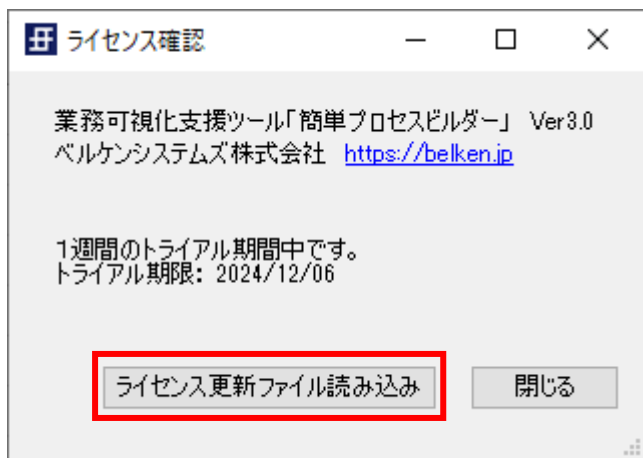 ライセンス確認
業務可視化支援ツール「簡単プロセスビルダー」 Ver3.0
ベルケンシステムズ株式会社 https://belken.jp
1週間のトライアル期間中です。
トライアル期限: 2024/12/06
ライセンス更新ファイル読み込み 閉じる